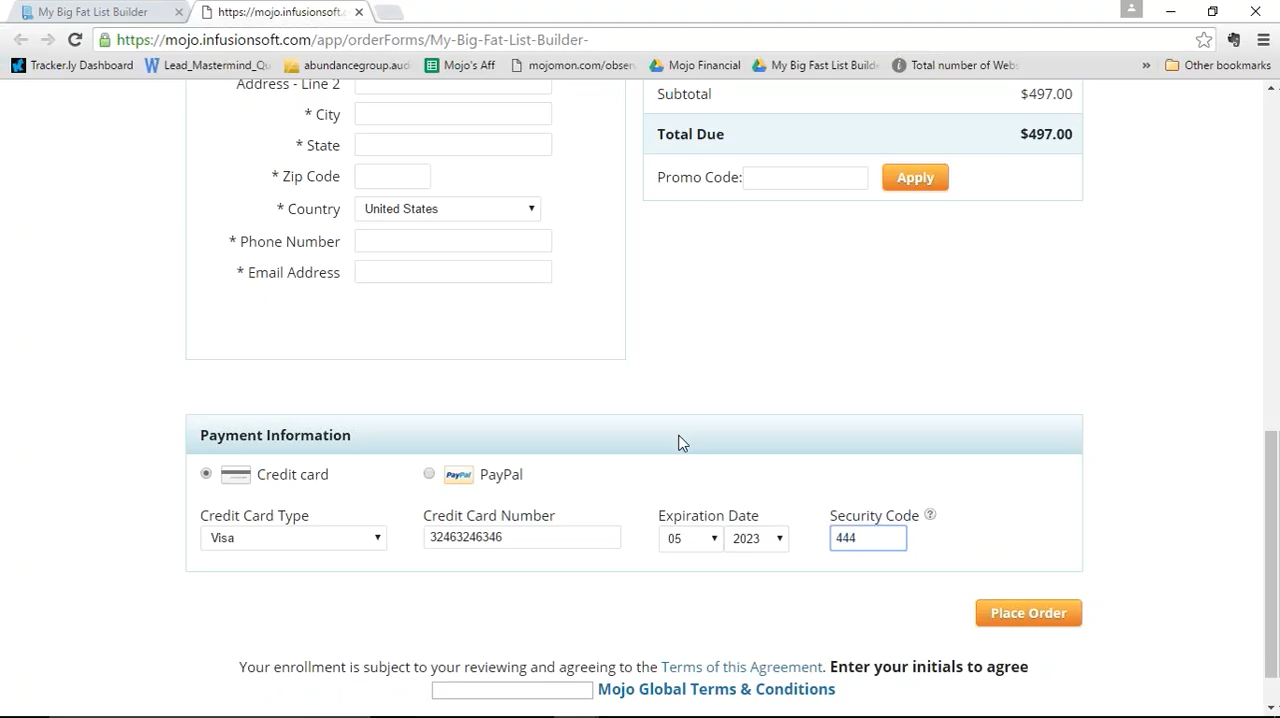 My Big Fat List Builder
https://mojo.infusionsoft.
https://mojo.infusionsoft.com/app/orderForms/My-Big-Fat-List-Builder-
Tracker.ly Dashboard
Lead_Mastermind_Qu
abundancegroup.aud
Mojo's Aff
mojomon.com/obser
Mojo Financial
My Big Fast List Builde
Total number of Webs
»
Other bookmarks
Address - Line 2
Subtotal $497.00
* City
Total Due $497.00
* State
* Zip Code
Promo Code: Apply
* Country United States
* Phone Number
* Email Address
Payment Information
Credit card PayPal PayPal
Credit Card Type Credit Card Number Expiration Date Security Code ?
Visa 32463246346 05 2023 444
Place Order
Your enrollment is subject to your reviewing and agreeing to the Terms of this Agreement. Enter your initials to agree
Mojo Global Terms & Conditions